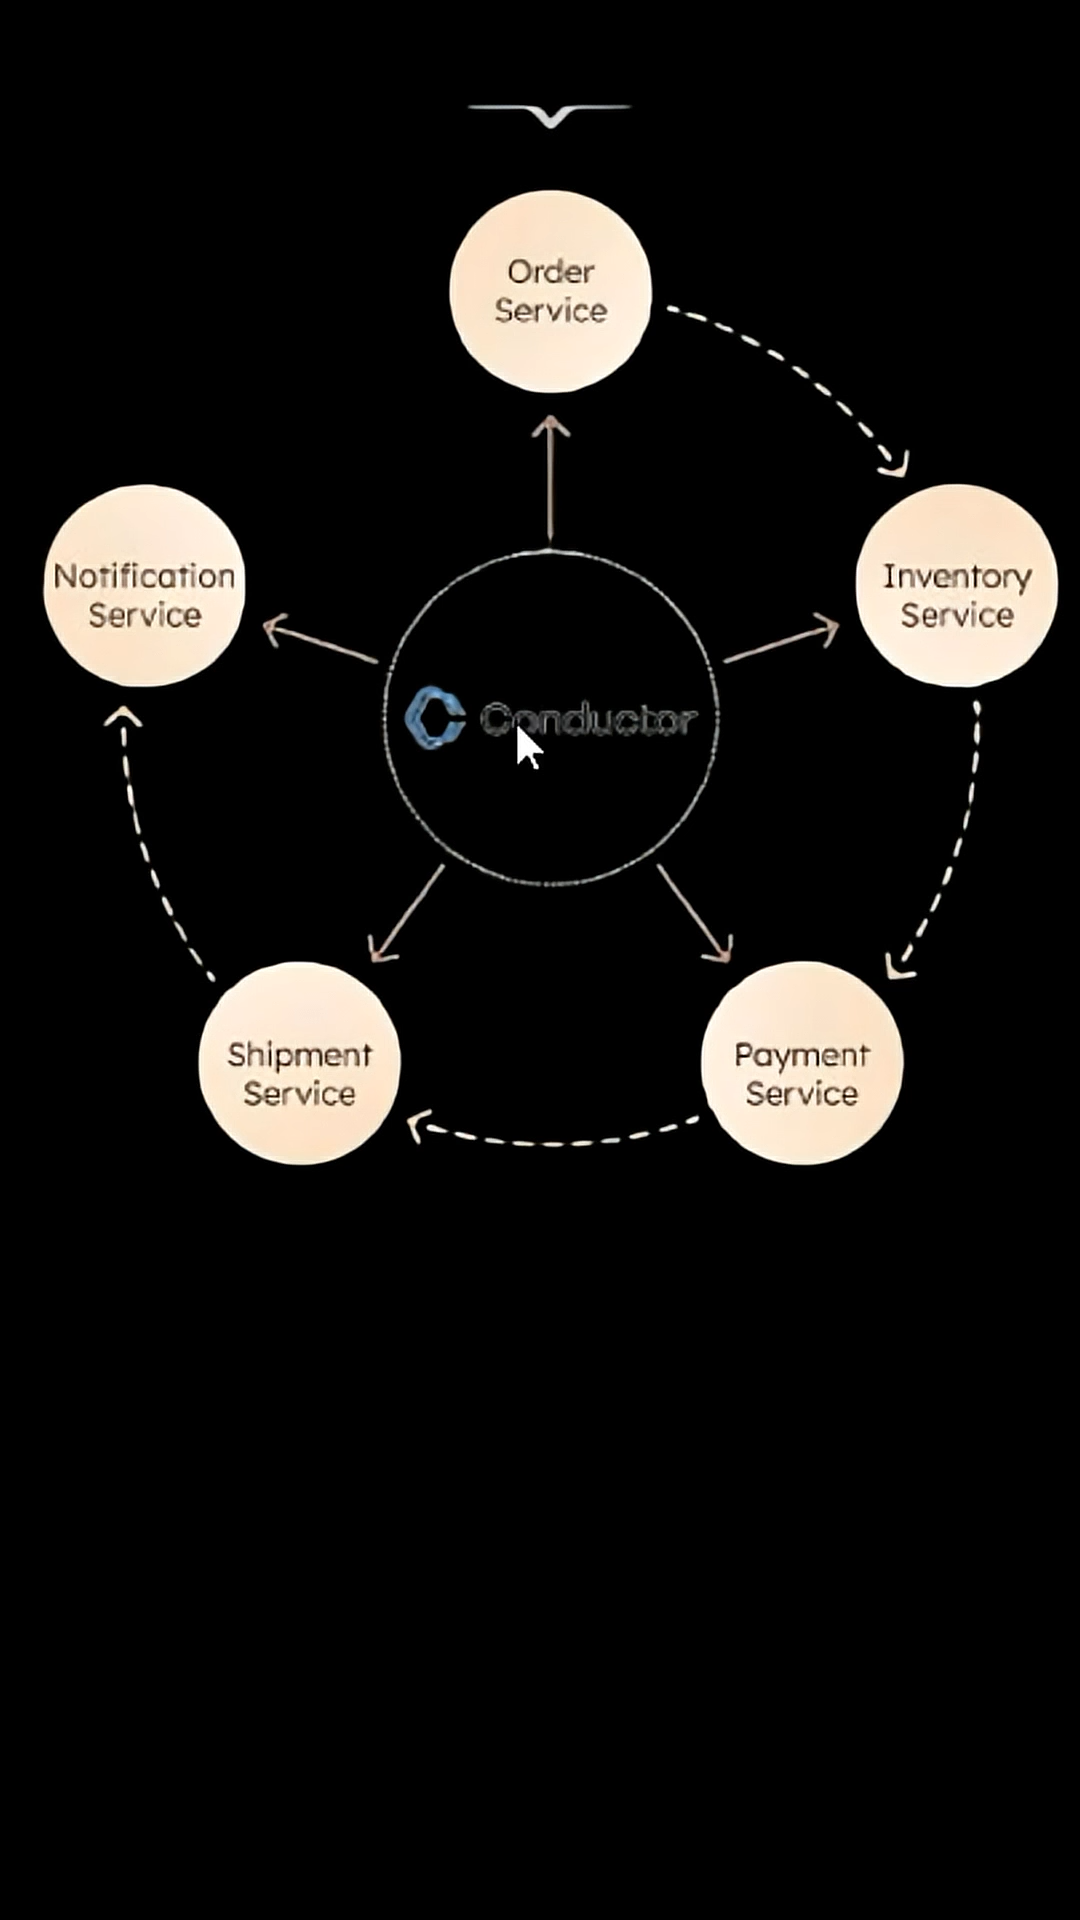 Order
Service
Notification
Service
Inventory
Service
Conductor
Shipment
Service
Payment
Service